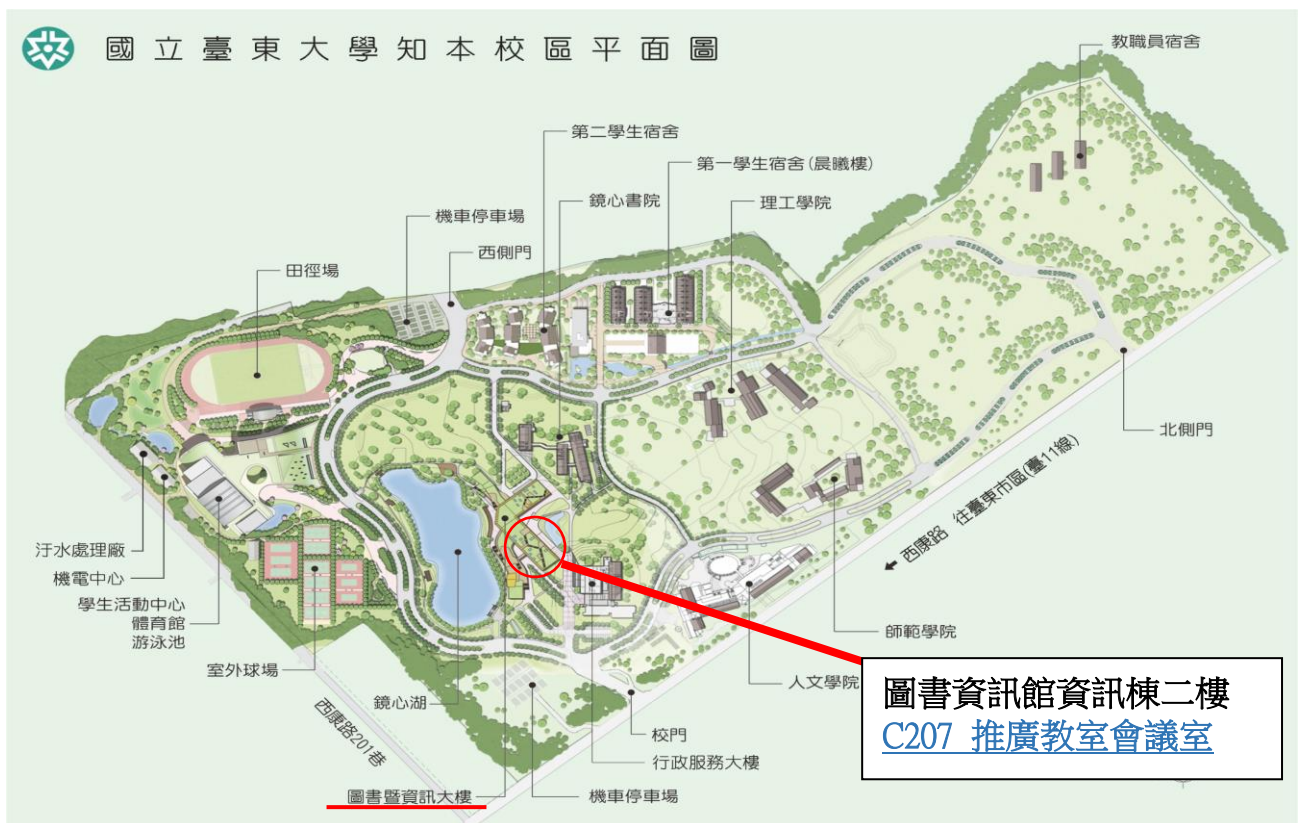 國立臺東大學知本校區平面圖
教職員宿舍
第二學生宿舍
第一學生宿舍(晨曦樓)
鏡心書院
理工學院
機車停車場
西側門
田徑場
北側門
西康路 往臺東市區(臺11線)
汙水處理廠
機電中心
學生活動中心
體育館
游泳池
室外球場
師範學院
人文學院
圖書資訊館資訊棟二樓
C207 推廣教室會議室
鏡心湖
西康路201巷
校門
行政服務大樓
圖書暨資訊大樓
機車停車場